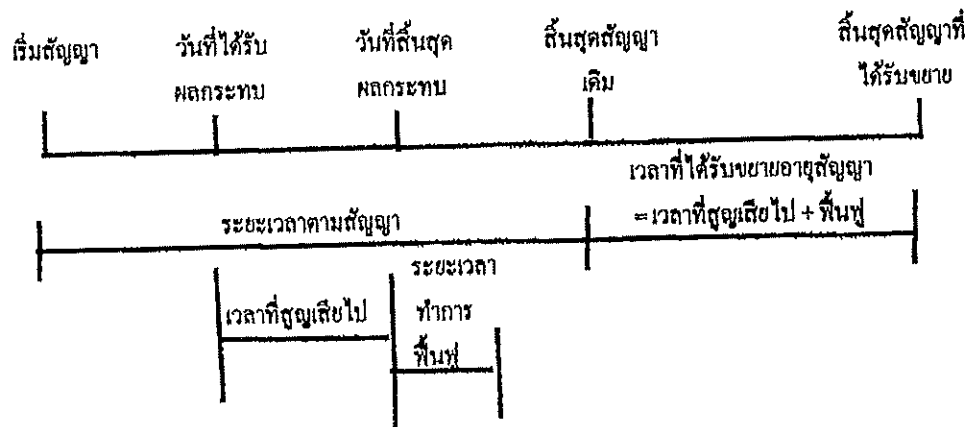 เริ่มสัญญา
วันที่ได้รับ
ผลกระทบ
วันที่สิ้นสุด
ผลกระทบ
สิ้นสุดสัญญา
เดิม
สิ้นสุดสัญญาที่
ได้รับขยาย
เวลาที่ได้รับขยายอายุสัญญา
=เวลาที่สูญเสียไป + ฟื้นฟู
ระยะเวลาตามสัญญา
เวลาที่สูญเสียไป
ระยะเวลา
ทำการ
ฟื้นฟู